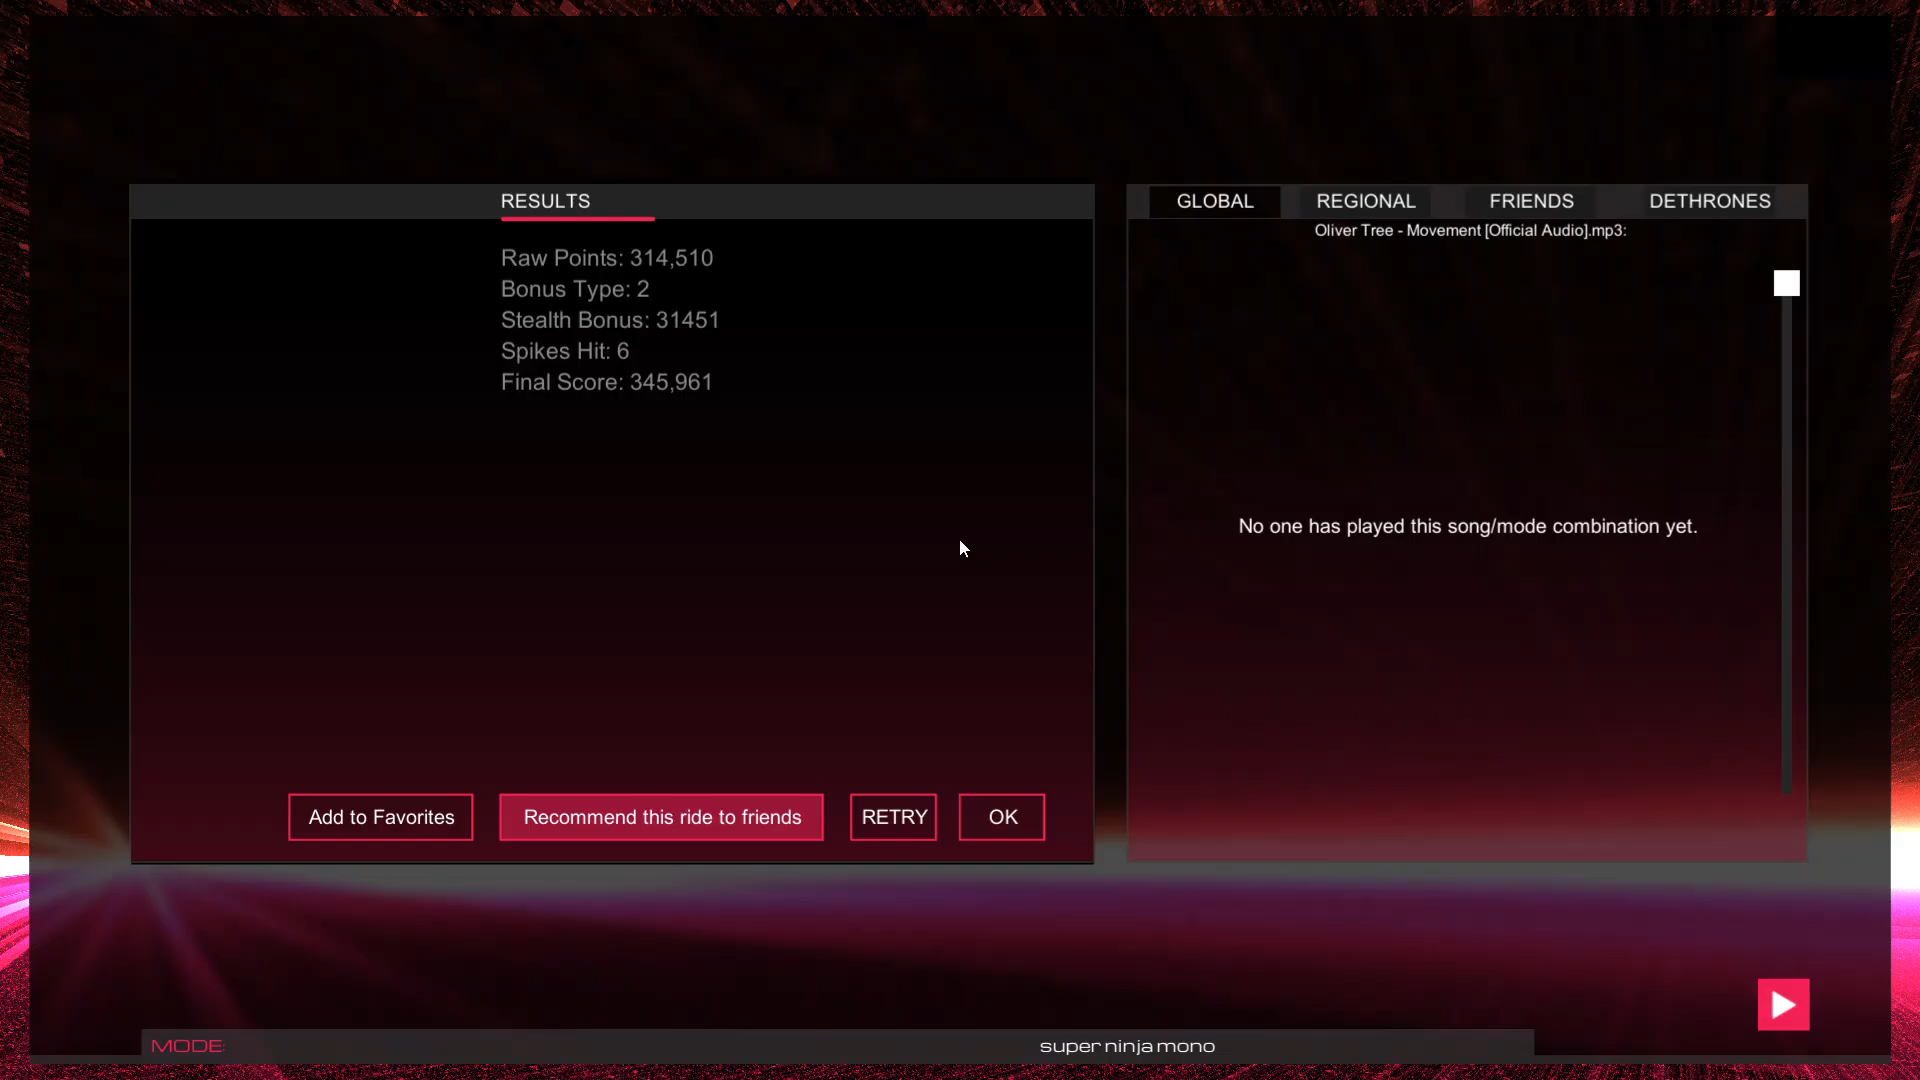 RESULTS
Raw Points: 314,510
Bonus Type: 2
Stealth Bonus: 31451
Spikes Hit: 6
Final Score: 345,961
Add to Favorites
Recommend this ride to friends
RETRY
OK
GLOBAL REGIONAL FRIENDS DETHRONES
Oliver Tree - Movement [Official Audio].mp3:
No one has played this song/mode combination yet.
MODE: super ninja mono